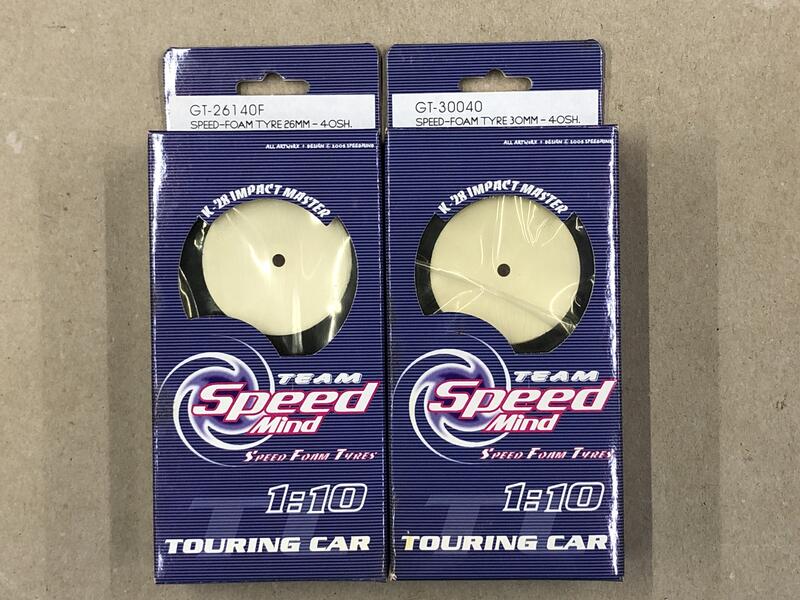 GT-26140F
SPEED-FOAM TYRE 26MM - 40SH.
ALL ARTWORK & DESIGN © 2004 SPEEDMIND
K-28 IMPACT MASTER
TEAM
Speed
Mind
SPEED FOAM TYRES
1:10
TOURING CAR
GT-30040
SPEED-FOAM TYRE 30MM - 40SH.
ALL ARTWORK & DESIGN © 2004 SPEEDMIND
K-28 IMPACT MASTER
TEAM
Speed
Mind
SPEED FOAM TYRES
1:10
TOURING CAR